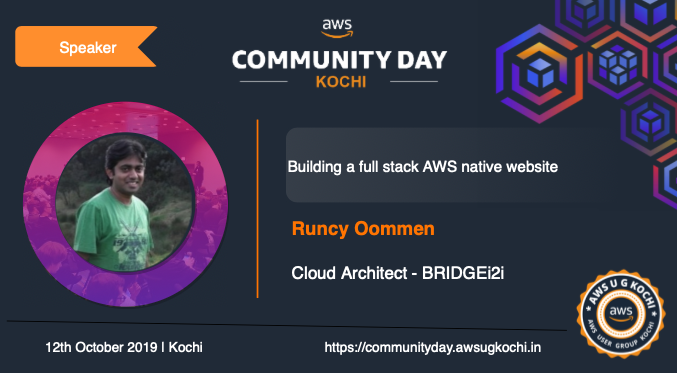 Speaker
aws
COMMUNITY DAY
KOCHI
Building a full stack AWS native website
Runcy Oommen
Cloud Architect - BRIDGEi2i
* AWS U G KOCHI *
aws
AWS USER GROUP KOCHI
12th October 2019 | Kochi
https://communityday.awsugkochi.in